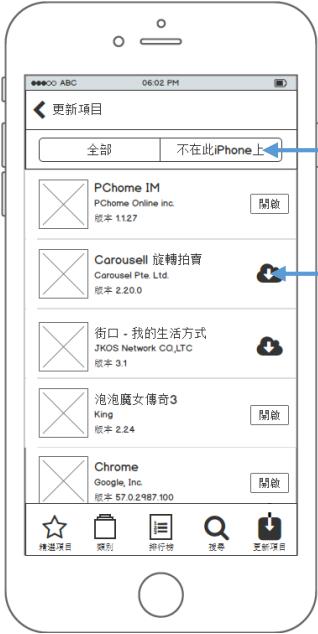 ABC 06:02 PM
更新項目
全部 不在此iPhone上
PChome IM
PChome Online inc.
版本 1.1.27
開啟
Carousell 旋轉拍賣
Carousel Pte. Ltd.
版本 2.20.0
街口 - 我的生活方式
JKOS Network CO,LTC
版本 3.1
泡泡魔女傳奇3
King
版本 2.24
開啟
Chrome
Google, Inc.
版本 57.0.2987.100
開啟
精選項目 類別 排行榜 搜尋 更新項目